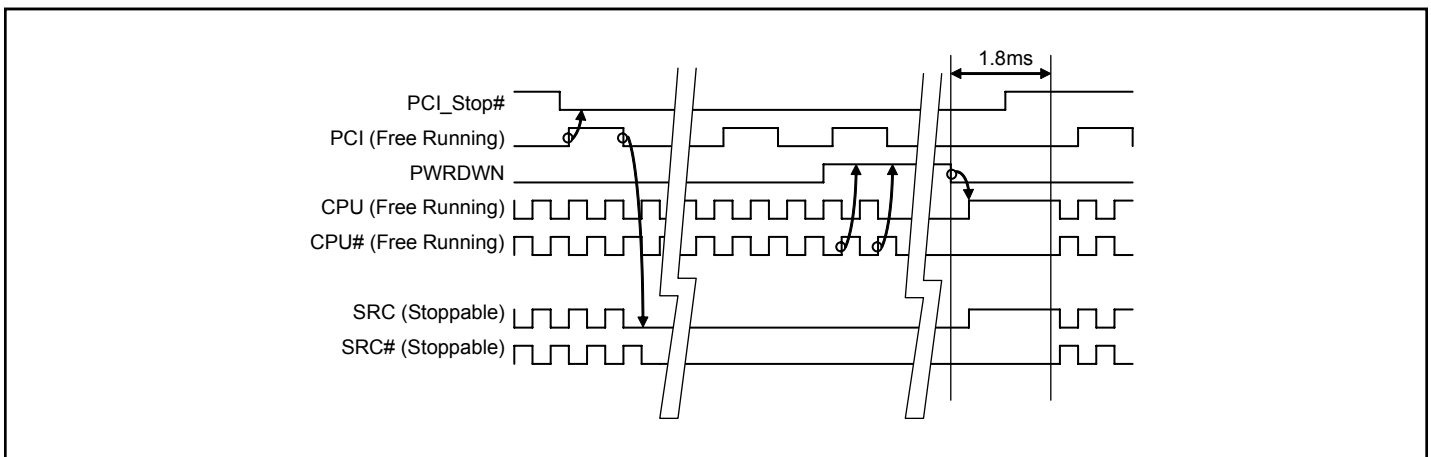 1.8ms
PCI_Stop#
PCI (Free Running)
PWRDWN
CPU (Free Running)
CPU# (Free Running)
SRC (Stoppable)
SRC# (Stoppable)